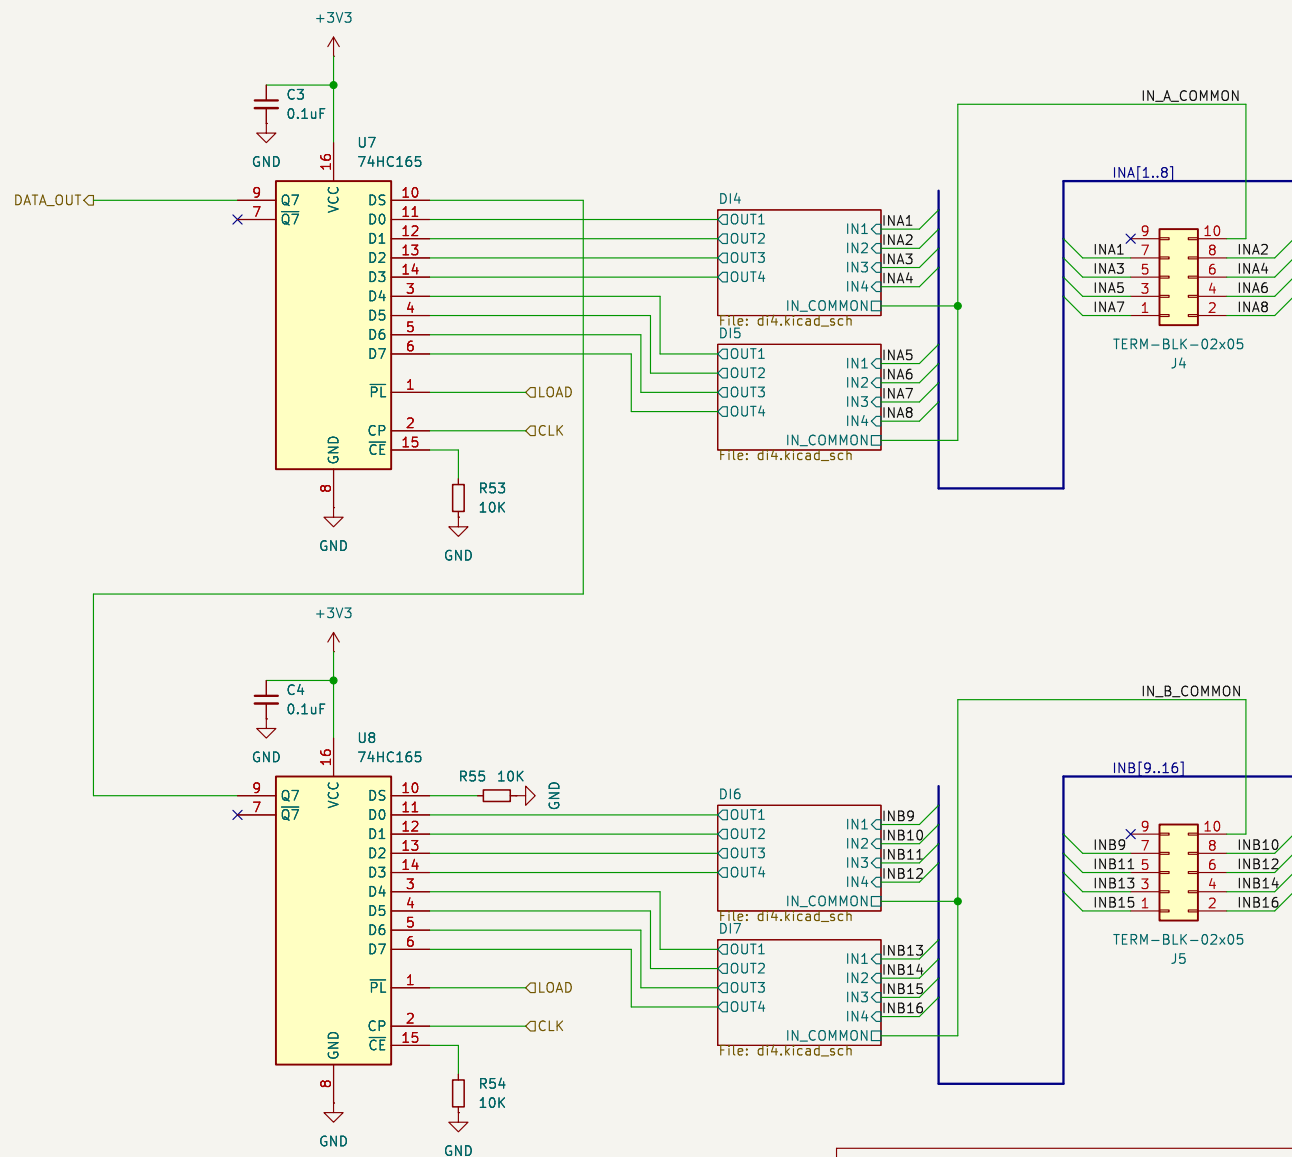 +3V3
C3
0.1uF
GND
U7
74HC165
16
VCC
DATA_OUT
9 Q7
7 Q7
DS 10
D0 11
D1 12
D2 13
D3 14
D4 3
D5 4
D6 5
D7 6
PL 1
LOAD
CP 2
CLK
CE 15
GND
8
GND
R53
10K
GND
DI4
OUT1
OUT2
OUT3
OUT4
IN1 INA1
IN2 INA2
IN3 INA3
IN4 INA4
IN_COMMON
File: di4.kicad_sch
DI5
OUT1
OUT2
OUT3
OUT4
IN1 INA5
IN2 INA6
IN3 INA7
IN4 INA8
IN_COMMON
File: di4.kicad_sch
IN_A_COMMON
INA[1..8]
9 10
INA1 7 8 INA2
INA3 5 6 INA4
INA5 3 4 INA6
INA7 1 2 INA8
TERM-BLK-02x05
J4
+3V3
C4
0.1uF
GND
U8
74HC165
16
VCC
9 Q7
7 Q7
DS 10
R55 10K
GND
D0 11
D1 12
D2 13
D3 14
D4 3
D5 4
D6 5
D7 6
PL 1
LOAD
CP 2
CLK
CE 15
GND
8
GND
R54
10K
GND
DI6
OUT1
OUT2
OUT3
OUT4
IN1 INB9
IN2 INB10
IN3 INB11
IN4 INB12
IN_COMMON
File: di4.kicad_sch
DI7
OUT1
OUT2
OUT3
OUT4
IN1 INB13
IN2 INB14
IN3 INB15
IN4 INB16
IN_COMMON
File: di4.kicad_sch
IN_B_COMMON
INB[9..16]
9 10
INB9 7 8 INB10
INB11 5 6 INB12
INB13 3 4 INB14
INB15 1 2 INB16
TERM-BLK-02x05
J5